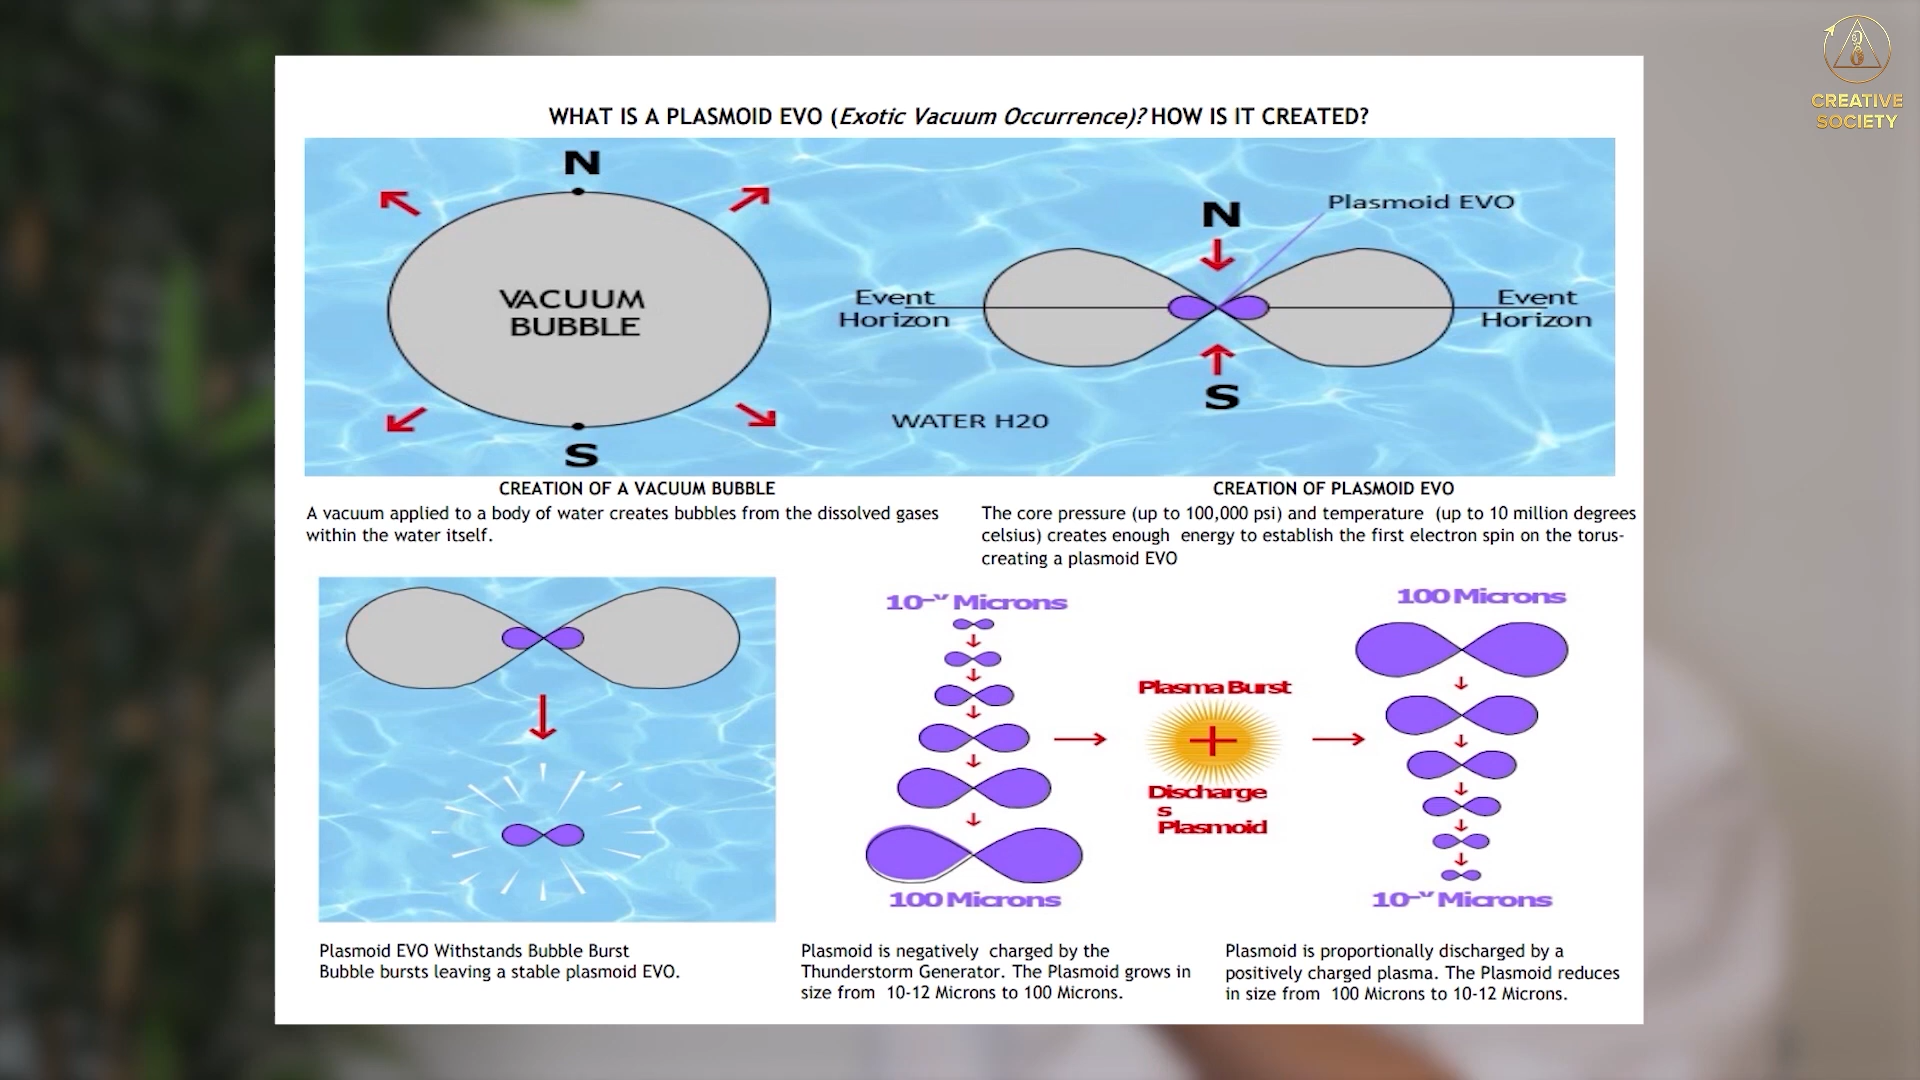 CREATIVE
SOCIETY
WHAT IS A PLASMOID EVO (Exotic Vacuum Occurrence)? HOW IS IT CREATED?
N
VACUUM
BUBBLE
S
N
Plasmoid EVO
Event
Horizon
Event
Horizon
S
WATER H20
CREATION OF A VACUUM BUBBLE
A vacuum applied to a body of water creates bubbles from the dissolved gases
within the water itself.
CREATION OF PLASMOID EVO
The core pressure (up to 100,000 psi) and temperature (up to 10 million degrees
celsius) creates enough energy to establish the first electron spin on the torus-
creating a plasmoid EVO
Plasmoid EVO Withstands Bubble Burst
Bubble bursts leaving a stable plasmoid EVO.
Microns
100 Microns
Plasmoid is negatively charged by the
Thunderstorm Generator. The Plasmoid grows in
size from 10-12 Microns to 100 Microns.
Plasma Burst
+
Discharge
s
Plasmoid
100 Microns
Microns
Plasmoid is proportionally discharged by a
positively charged plasma. The Plasmoid reduces
in size from 100 Microns to 10-12 Microns.